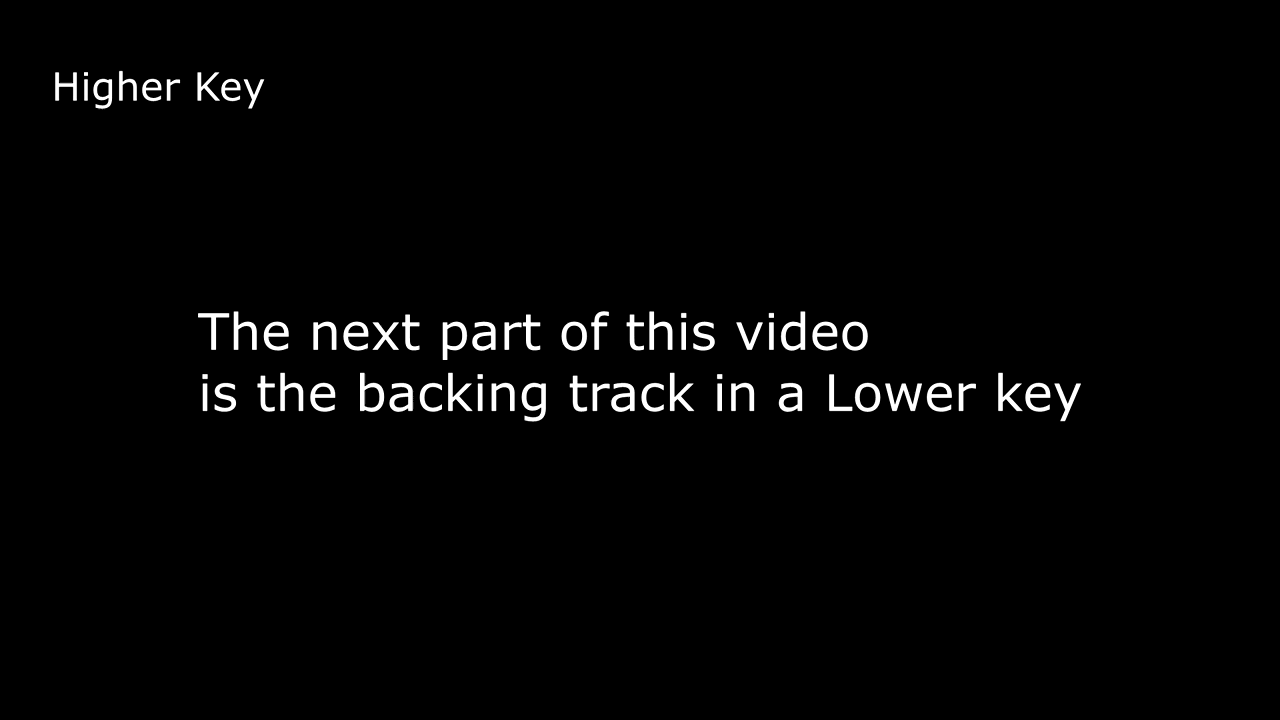 Higher Key
The next part of this video
is the backing track in a Lower key